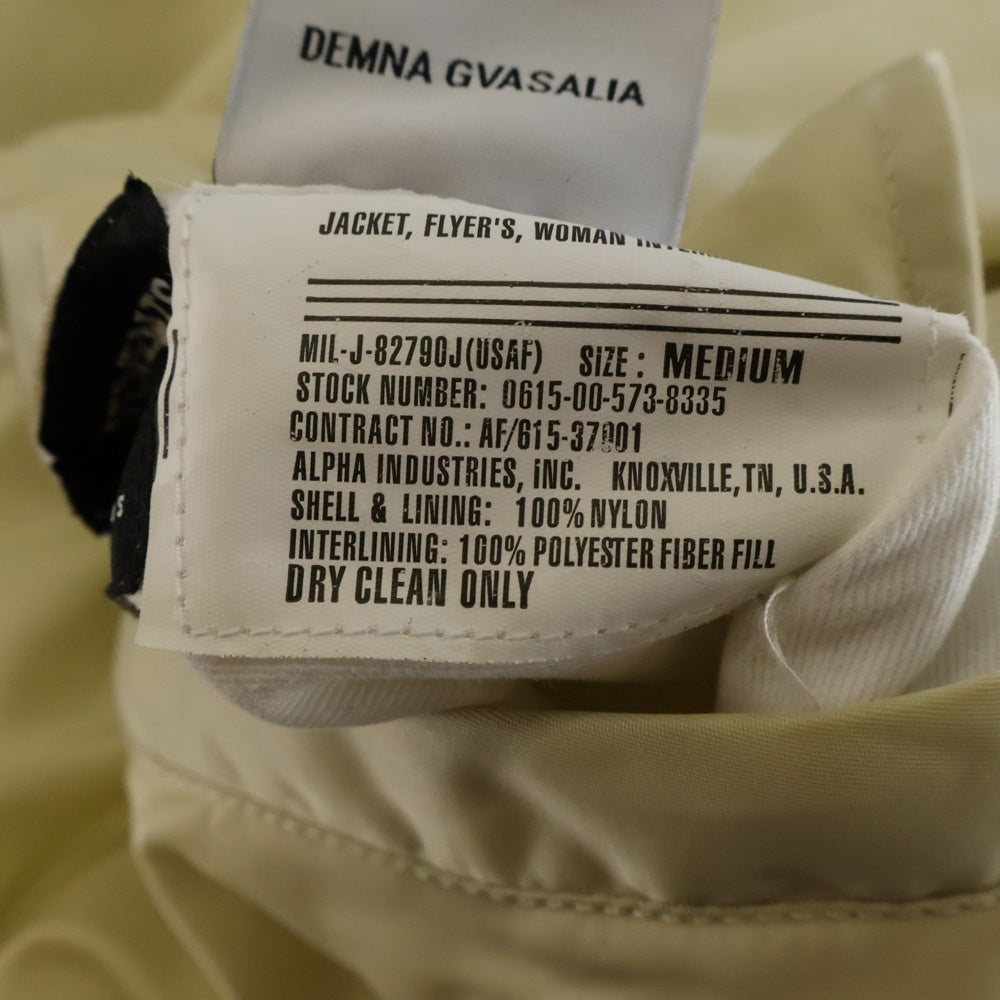 DEMNA GVASALIA
JACKET, FLYER'S, WOMAN
MIL-J-82790J(USAF) SIZE: MEDIUM
STOCK NUMBER: 0615-00-573-8335
CONTRACT NO.: AF/615-37001
ALPHA INDUSTRIES, INC. KNOXVILLE, TN, U.S.A.
SHELL & LINING: 100% NYLON
INTERLINING: 100% POLYESTER FIBER FILL
DRY CLEAN ONLY